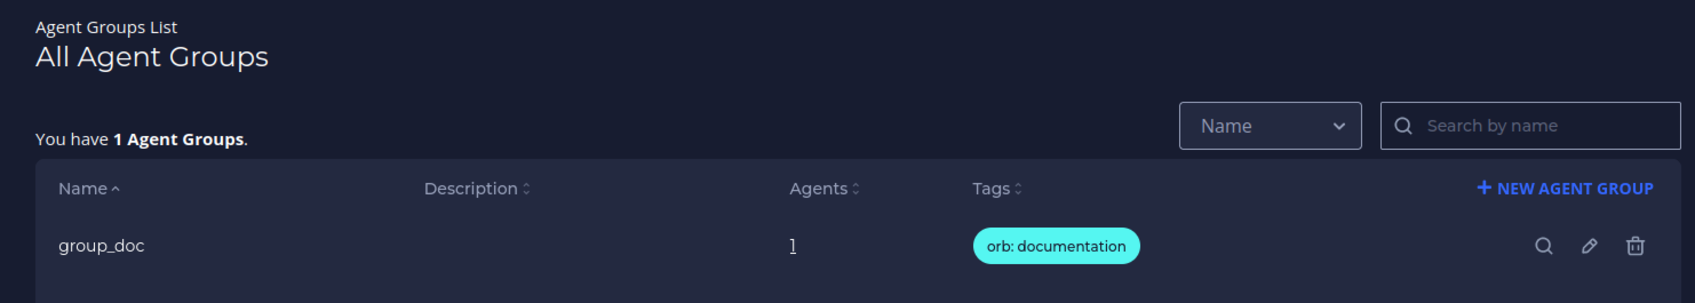 Agent Groups List
All Agent Groups
You have 1 Agent Groups.
Name
Search by name
Name Description Agents Tags + NEW AGENT GROUP
group_doc 1 orb: documentation